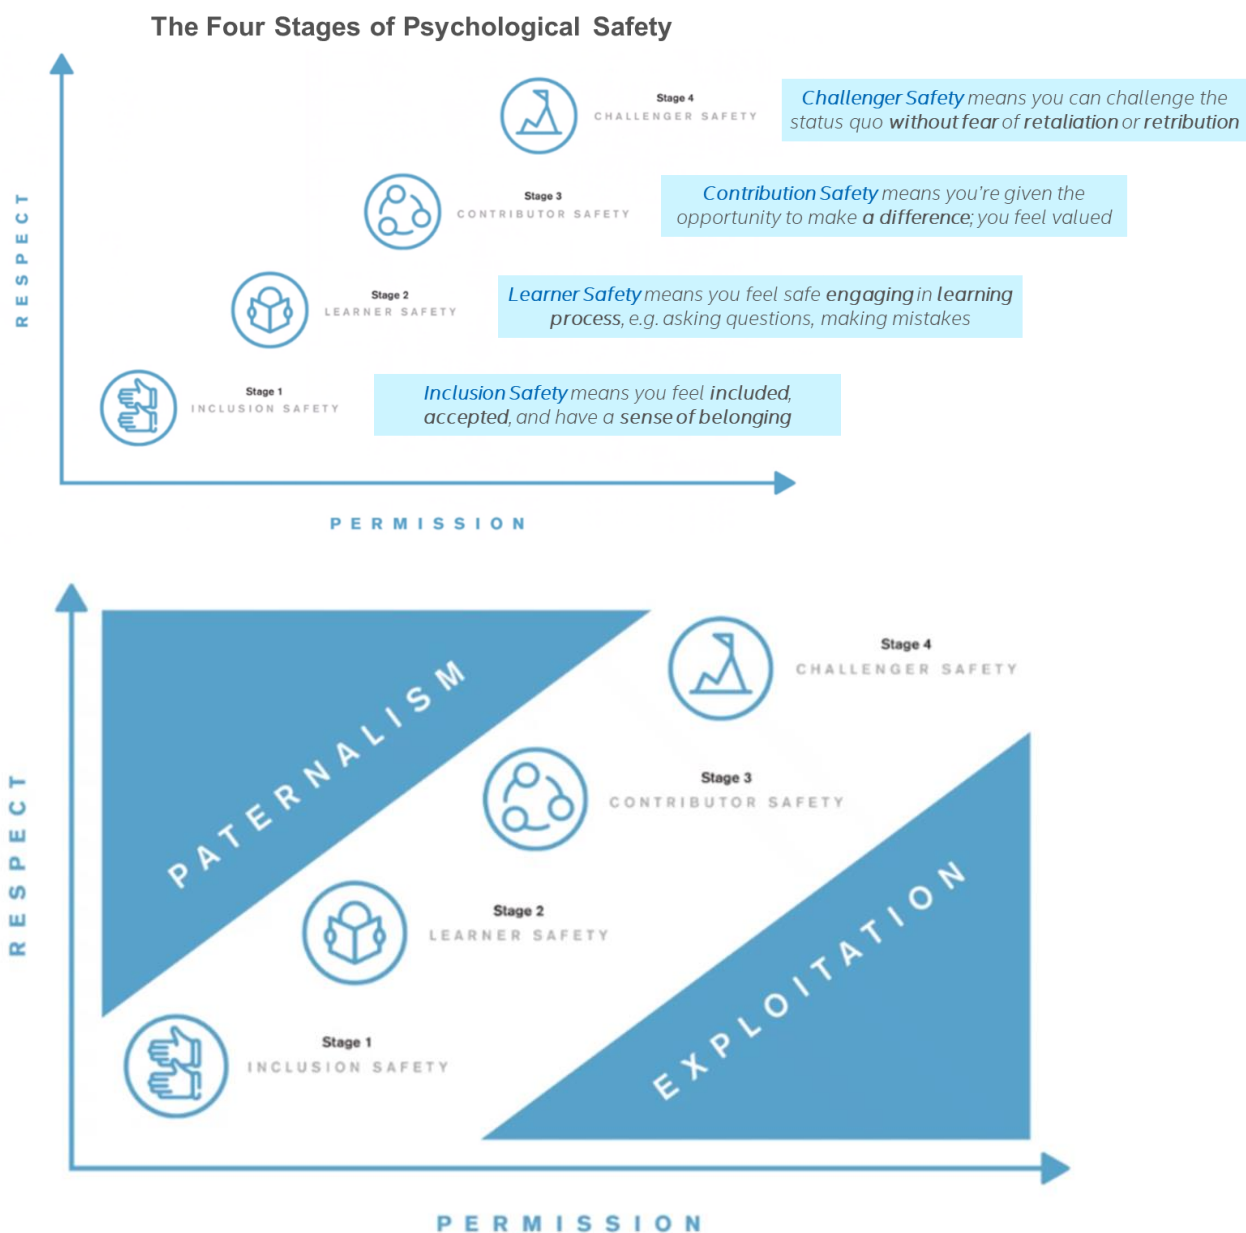 The Four Stages of Psychological Safety
RESPECT
Stage 4
CHALLENGER SAFETY
Challenger Safety means you can challenge the
status quo without fear of retaliation or retribution
Stage 3
CONTRIBUTOR SAFETY
Contribution Safety means you’re given the
opportunity to make a difference; you feel valued
Stage 2
LEARNER SAFETY
Learner Safety means you feel safe engaging in learning
process, e.g. asking questions, making mistakes
Stage 1
INCLUSION SAFETY
Inclusion Safety means you feel included,
accepted, and have a sense of belonging
PERMISSION
RESPECT
PATERNALISM
Stage 4
CHALLENGER SAFETY
Stage 3
CONTRIBUTOR SAFETY
Stage 2
LEARNER SAFETY
Stage 1
INCLUSION SAFETY
EXPLOITATION
PERMISSION